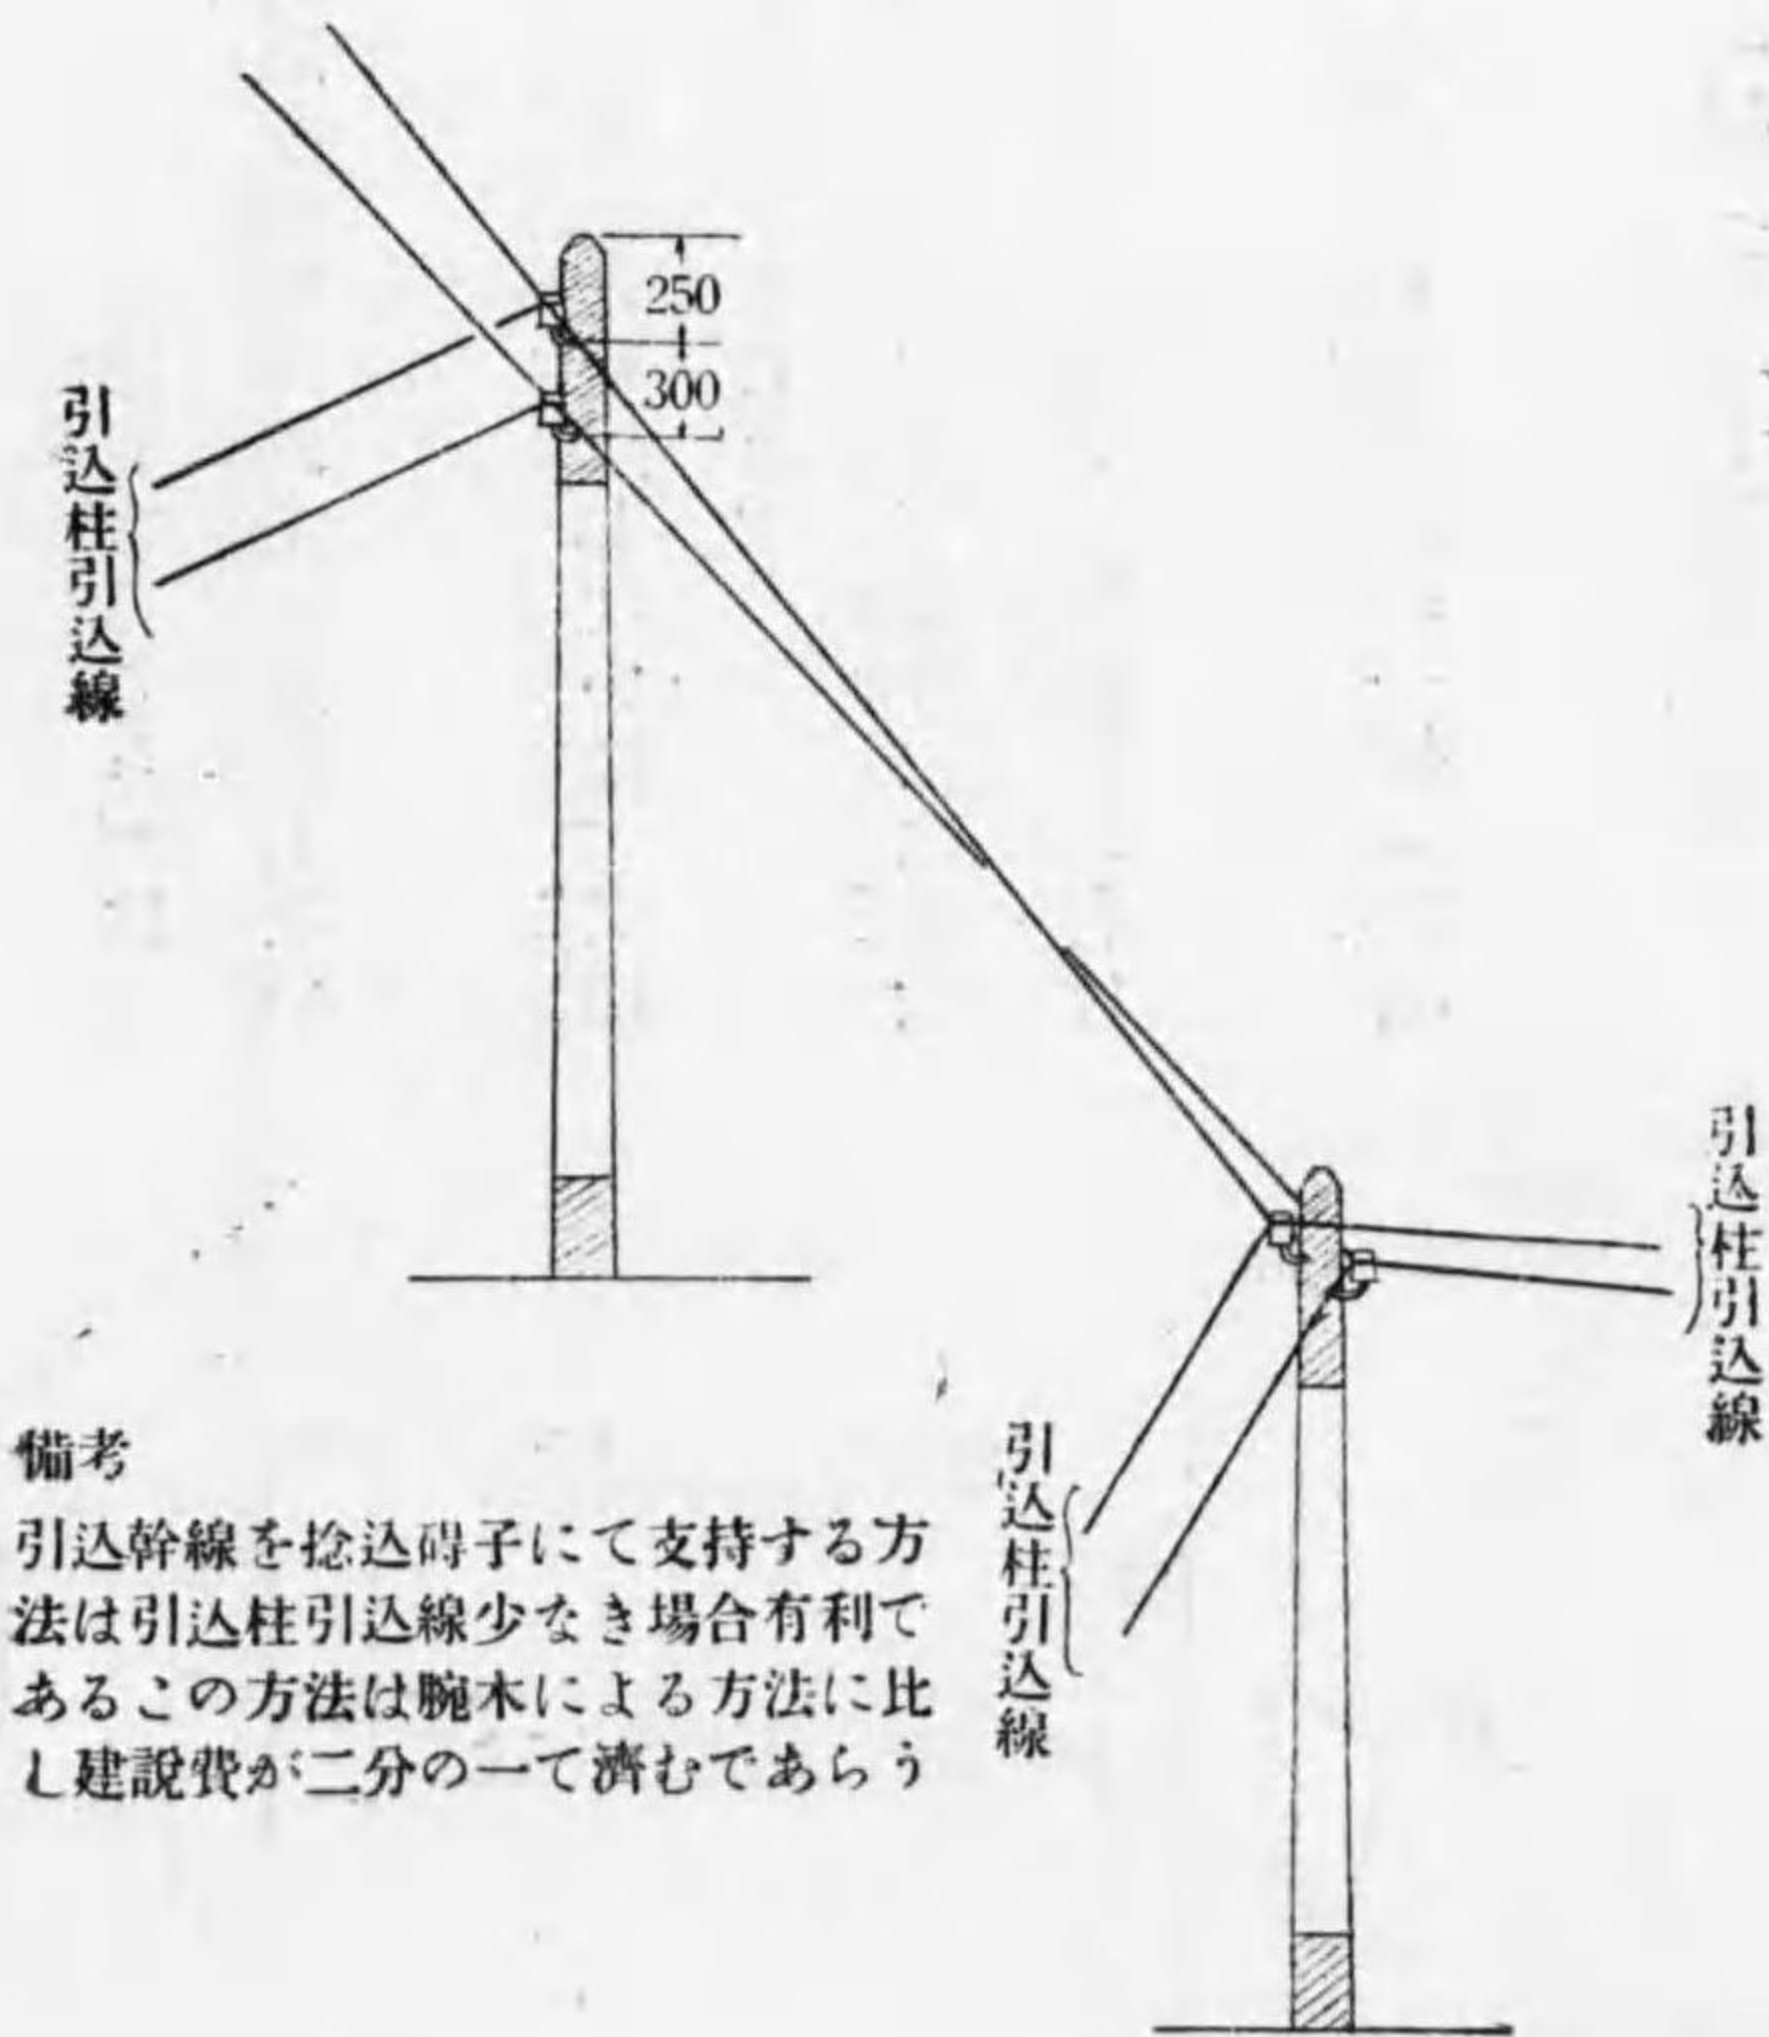 250
300
引込柱引込線
引込柱引込線
引込柱引込線
備考
引込幹線を捻込碍子にて支持する方
法は引込柱引込線少なき場合有利で
あるこの方法は腕木による方法に比
し建設費が二分の一て濟むであらう